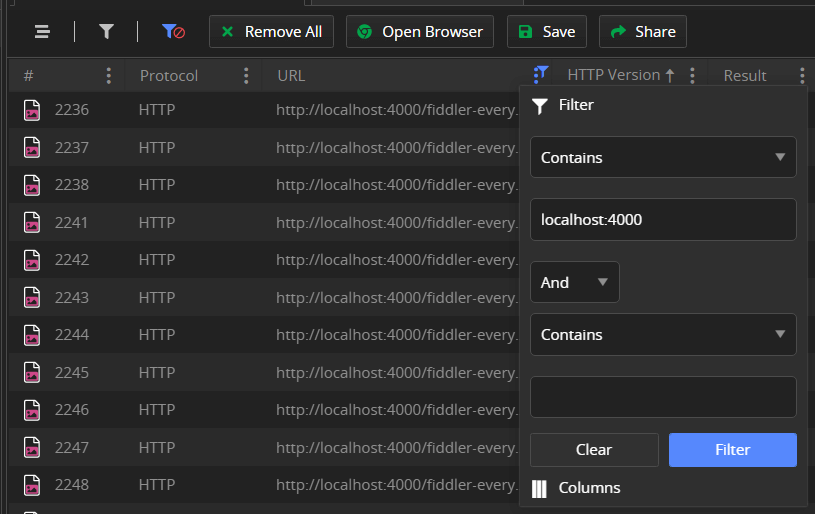 Remove All Open Browser Save Share
# Protocol URL HTTP Version Result
2236 HTTP http://localhost:4000/fiddler-every.
2237 HTTP http://localhost:4000/fiddler-every.
2238 HTTP http://localhost:4000/fiddler-every.
2241 HTTP http://localhost:4000/fiddler-every.
2242 HTTP http://localhost:4000/fiddler-every.
2243 HTTP http://localhost:4000/fiddler-every.
2244 HTTP http://localhost:4000/fiddler-every.
2245 HTTP http://localhost:4000/fiddler-every.
2246 HTTP http://localhost:4000/fiddler-every.
2247 HTTP http://localhost:4000/fiddler-every.
2248 HTTP http://localhost:4000/fiddler-every.
Filter
Contains
localhost:4000
And
Contains
Clear Filter
Columns